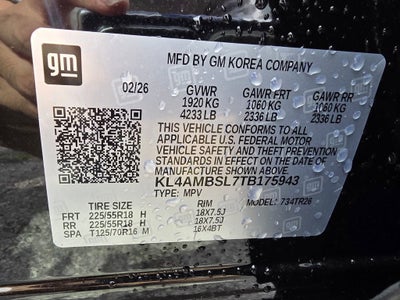 gm
MFD BY GM KOREA COMPANY
02/26 GVWR GAWR FRT GAWR RR
1920 KG 1060 KG 1060 KG
4233 LB 2336 LB 2336 LB
THIS VEHICLE CONFORMS TO ALL
APPLICABLE U.S. FEDERAL MOTOR
VEHICLE SAFETY AND THEFT PREVENTION
STANDARDS IN EFFECT ON THE DATE OF
MANUFACTURE SHOWN ABOVE.
KL4AMBSL7TB175943
TYPE: MPV MODEL: 734TR26
TIRE SIZE RIM
FRT 225/55R18 H 18X7.5J
RR 225/55R18 H 18X7.5J
SPA T125/70R16 M 16X4BT